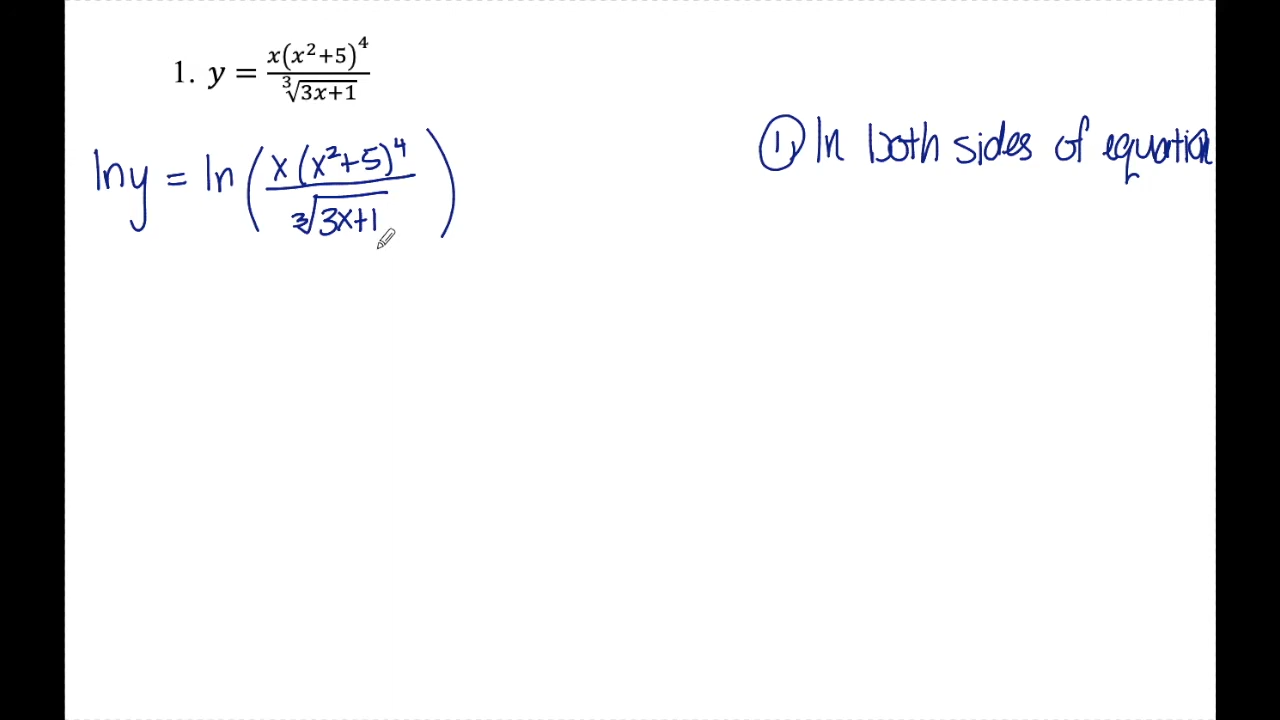 1. y = x(x²+5)⁴ / ∛(3x+1)
ln y = ln( x(x²+5)⁴ / ∛(3x+1) )
① ln both sides of equation